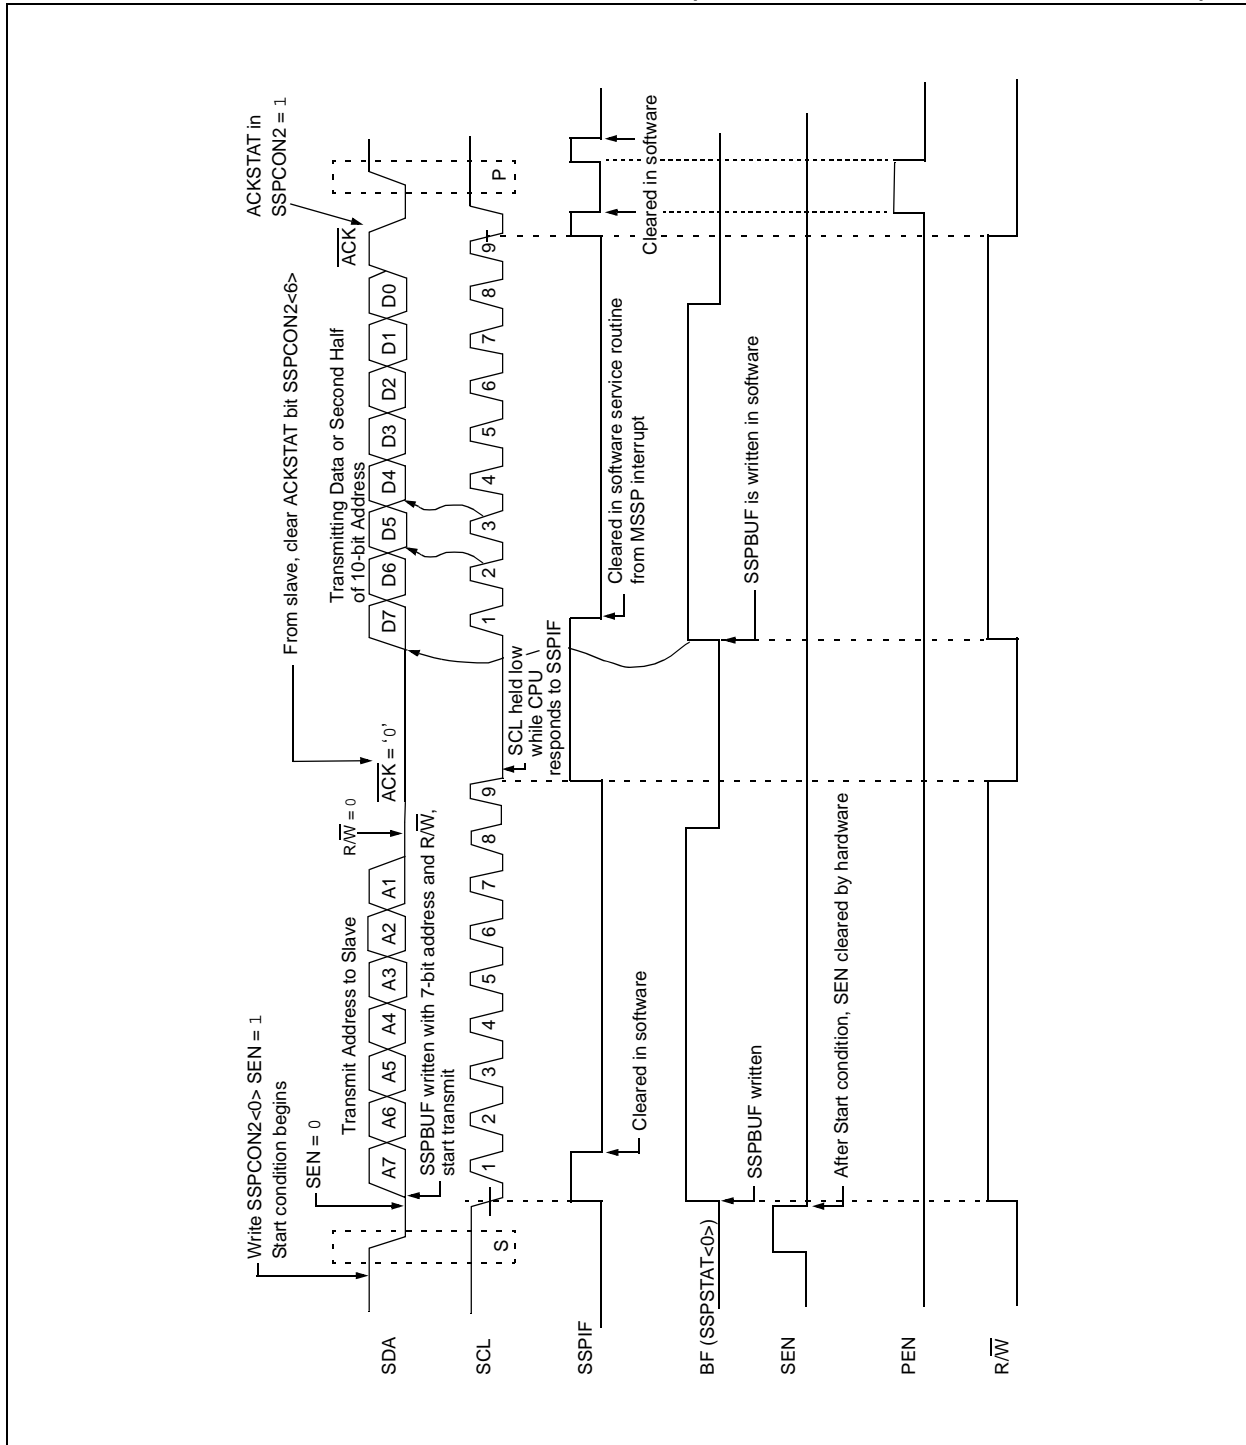 Write SSPCON2<0> SEN = 1
Start condition begins
SEN = 0
Transmit Address to Slave
R/W = 0
From slave, clear ACKSTAT bit SSPCON2<6>
ACK = ‘0’
Transmitting Data or Second Half
of 10-bit Address
ACK
ACKSTAT in
SSPCON2 = 1
SDA
A7 A6 A5 A4 A3 A2 A1
D7 D6 D5 D4 D3 D2 D1 D0
SSPBUF written with 7-bit address and R/W,
start transmit
SCL
S
1 2 3 4 5 6 7 8 9
1 2 3 4 5 6 7 8 9
P
SCL held low
while CPU
responds to SSPIF
SSPIF
Cleared in software
Cleared in software service routine
from MSSP interrupt
Cleared in software
BF (SSPSTAT<0>)
SSPBUF written
SSPBUF is written in software
SEN
After Start condition, SEN cleared by hardware
PEN
R/W